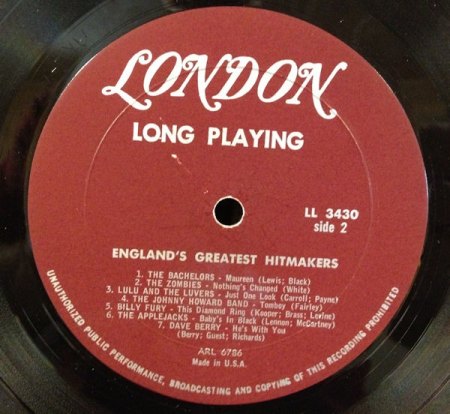 LONDON
LONG PLAYING
LL 3430
side 2
ENGLAND'S GREATEST HITMAKERS
1. THE BACHELORS - Maureen (Lewis; Black)
2. THE ZOMBIES - Nothing's Changed (White)
3. LULU AND THE LUVERS - Just One Look (Carroll; Payne)
4. THE JOHNNY HOWARD BAND - Tomboy (Fairley)
5. BILLY FURY - This Diamond Ring (Kooper; Brass; Levine)
6. THE APPLEJACKS - Baby's In Black (Lennon; McCartney)
7. DAVE BERRY - He's With You
(Berry; Guest; Richards)
ARL 6786
Made in U.S.A.
UNAUTHORIZED PUBLIC PERFORMANCE, BROADCASTING AND COPYING OF THIS RECORDING PROHIBITED